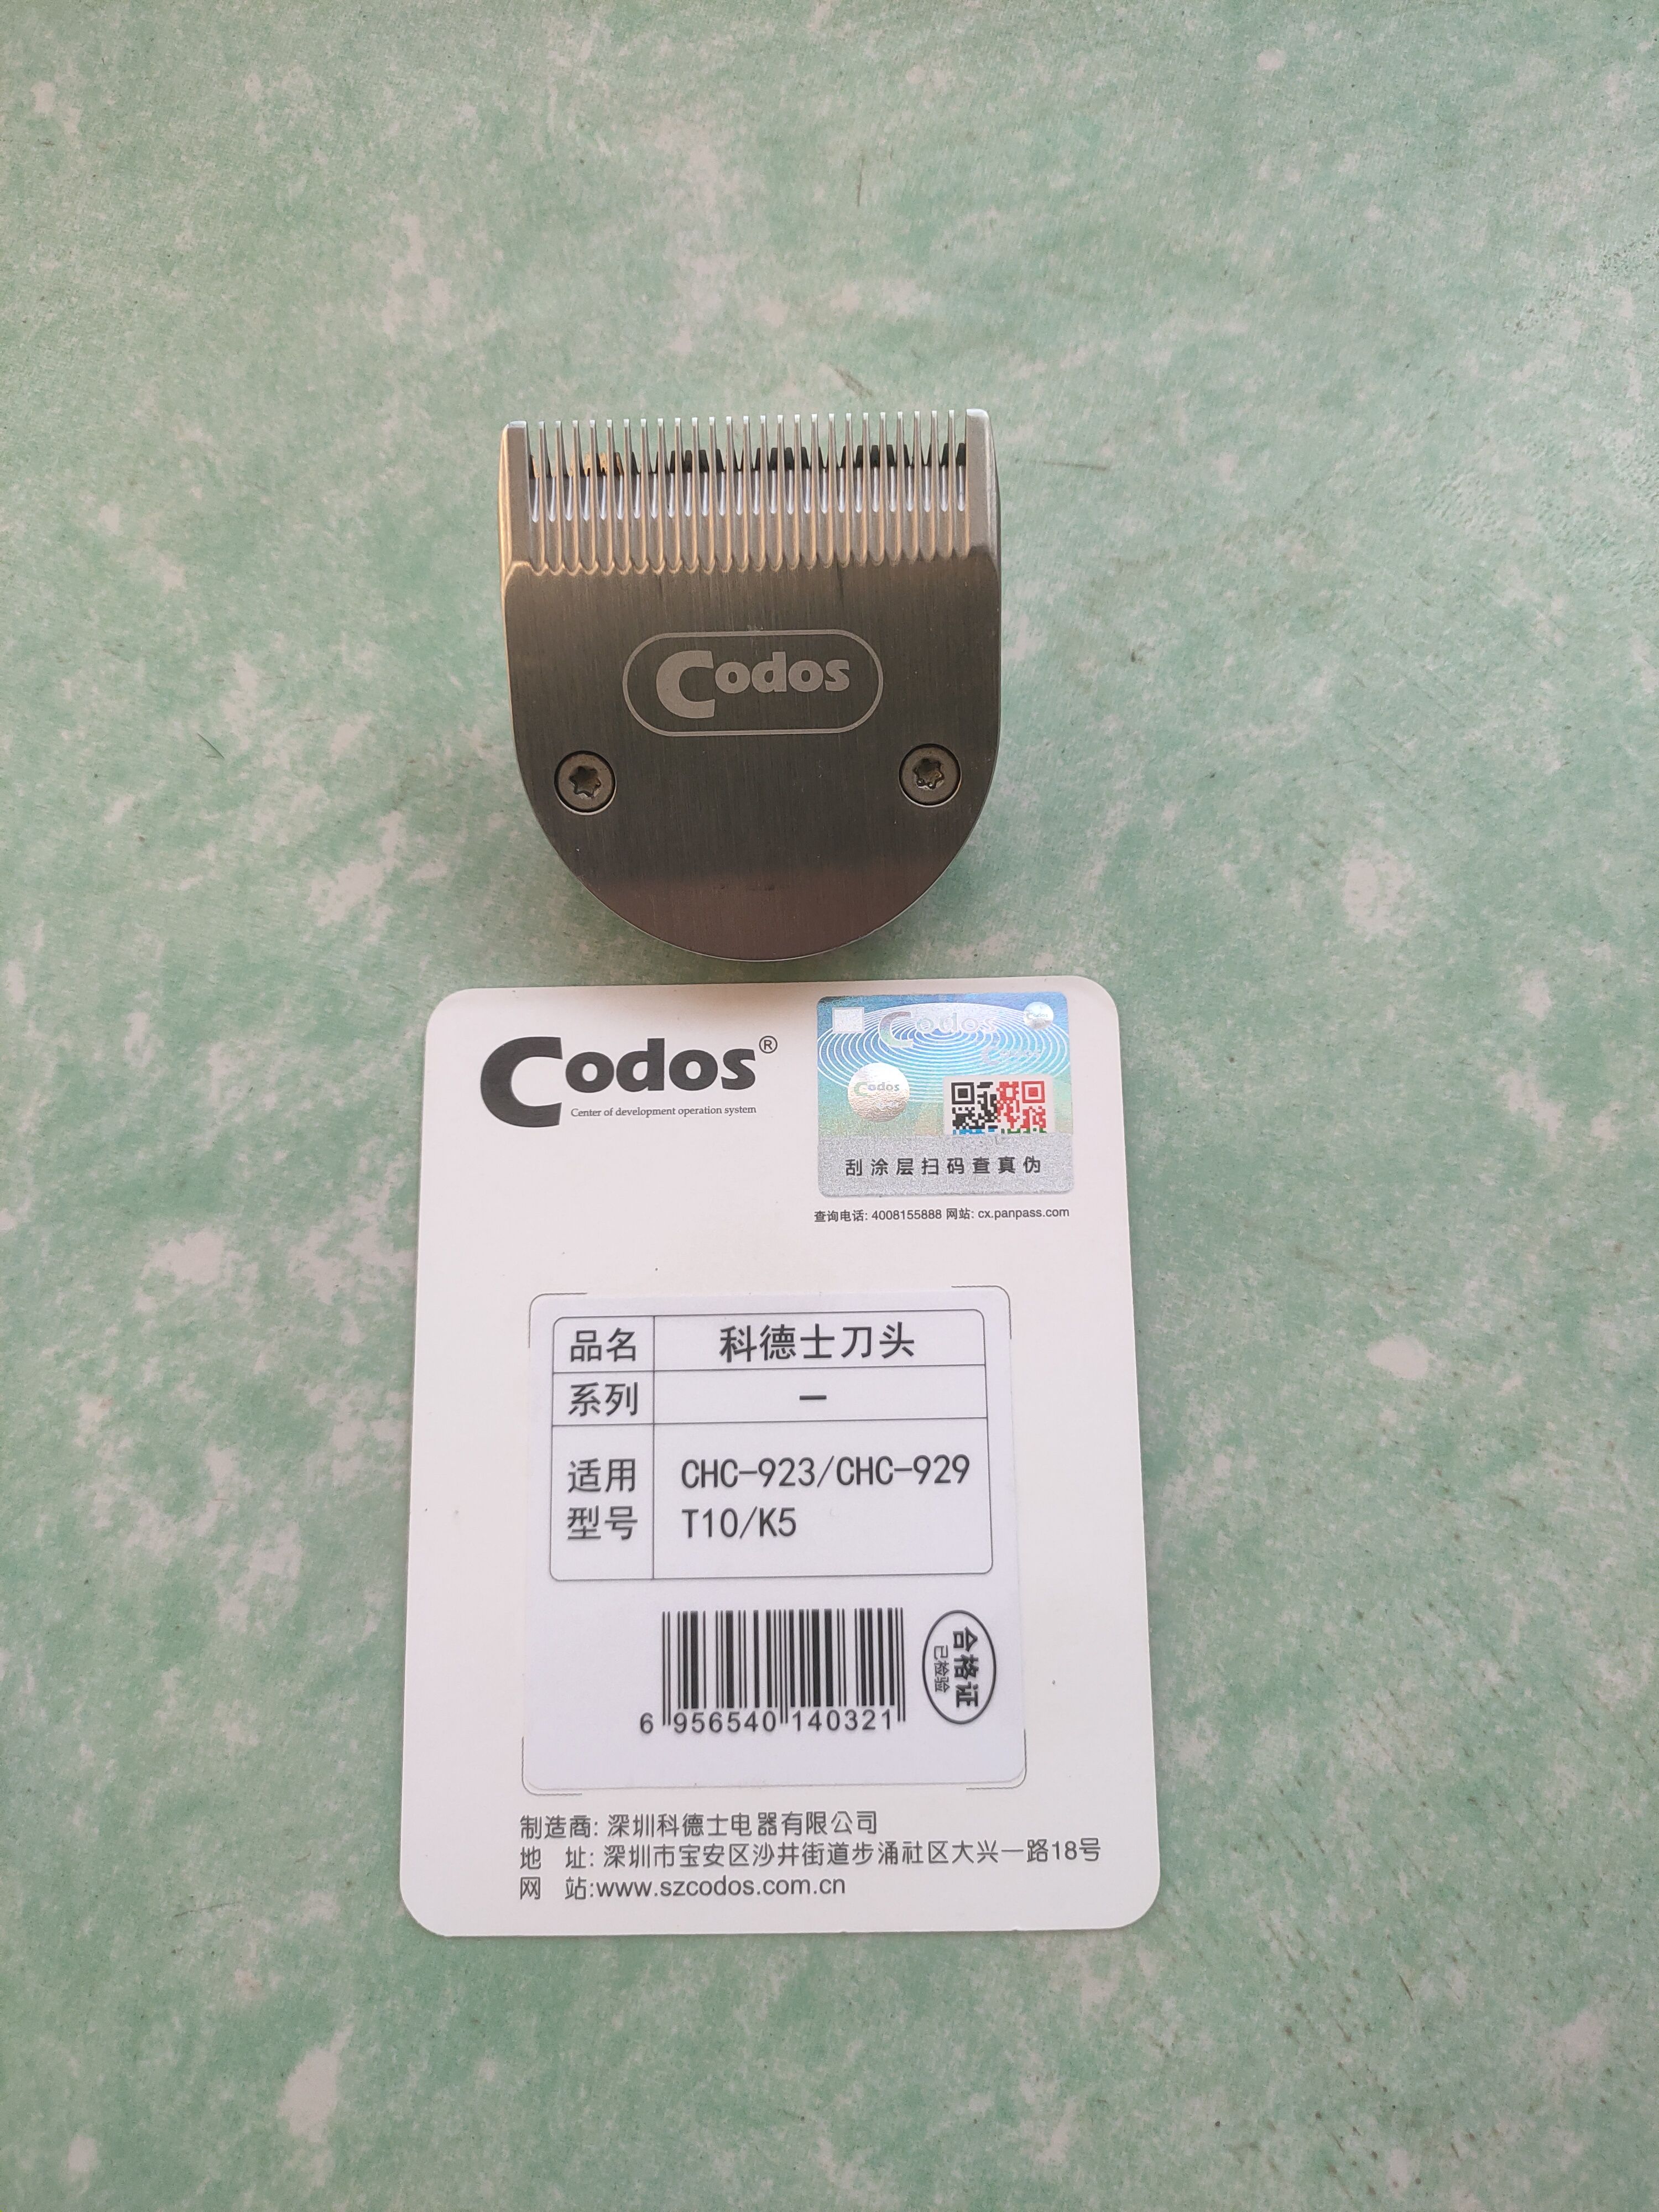 Codos
Codos®
Center of development operation system
Codos
Codos
Codos
刮涂层扫码查真伪
查询电话: 4008155888 网站: cx.panpass.com
品名 科德士刀头
系列 —
适用型号 CHC-923/CHC-929
T10/K5
6 956540 140321
合格证
已检验
制造商: 深圳科德士电器有限公司
地 址: 深圳市宝安区沙井街道步涌社区大兴一路18号
网 站:www.szcodos.com.cn